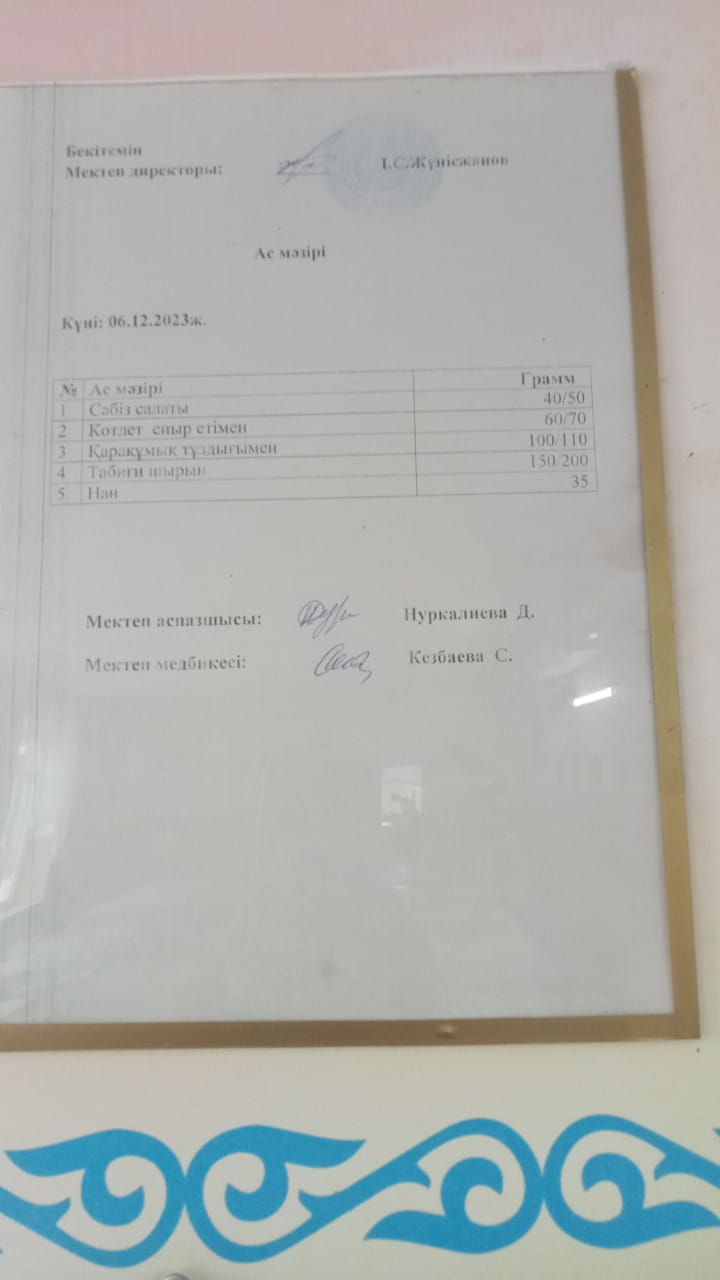 Бекітемін
Мектеп директоры: І.С.Жүнісжанов
Ас мәзірі
Күні: 06.12.2023ж.
№ Ас мәзірі Грамм
1 Сәбіз салаты 40/50
2 Котлет сиыр етімен 60/70
3 Қарақұмық тұздығымен 100/110
4 Табиғи шырын 150/200
5 Нан 35
Мектеп аспазшысы: Нуркалиева Д.
Мектеп медбикесі: Кезбаева С.